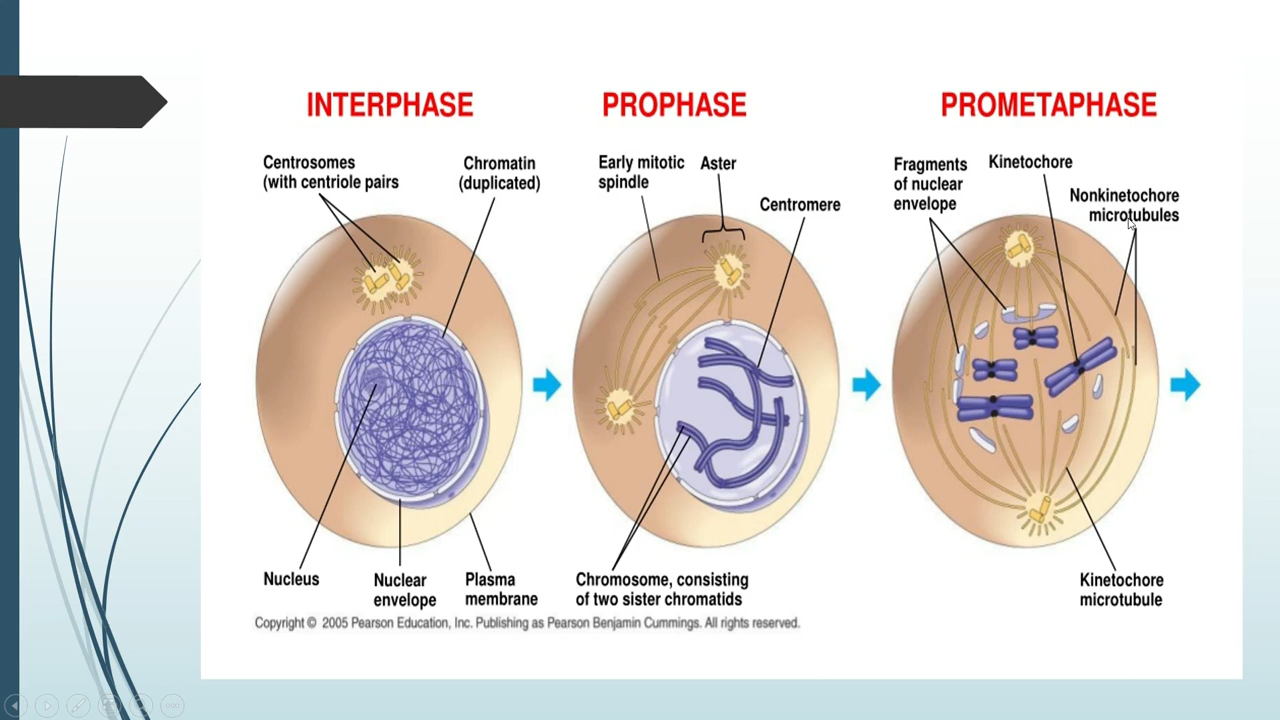 INTERPHASE
PROPHASE
PROMETAPHASE
Centrosomes
(with centriole pairs
Chromatin
(duplicated)
Early mitotic
spindle
Aster
Centromere
Fragments
of nuclear
envelope
Kinetochore
Nonkinetochore
microtubules
Nucleus
Nuclear
envelope
Plasma
membrane
Chromosome, consisting
of two sister chromatids
Kinetochore
microtubule
Copyright © 2005 Pearson Education, Inc. Publishing as Pearson Benjamin Cummings. All rights reserved.